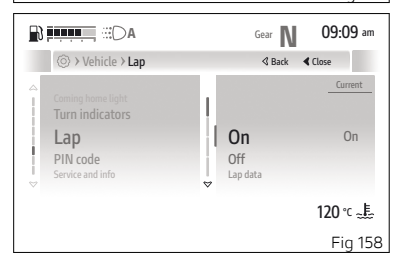 A Gear N 09:09 am
› Vehicle › Lap Back Close
Current
Coming home light
Turn indicators
Lap On On
PIN code Off
Service and info Lap data
120 °C
Fig 158